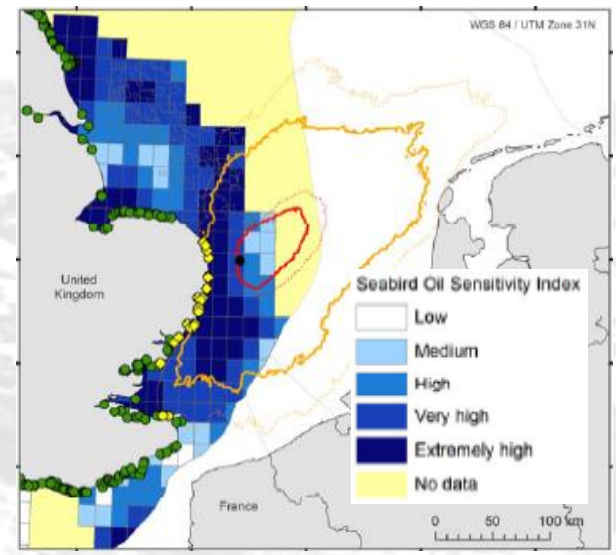 WGS 84 / UTM Zone 31N
United
Kingdom
Seabird Oil Sensitivity Index
Low
Medium
High
Very high
Extremely high
No data
France
0 50 100 km